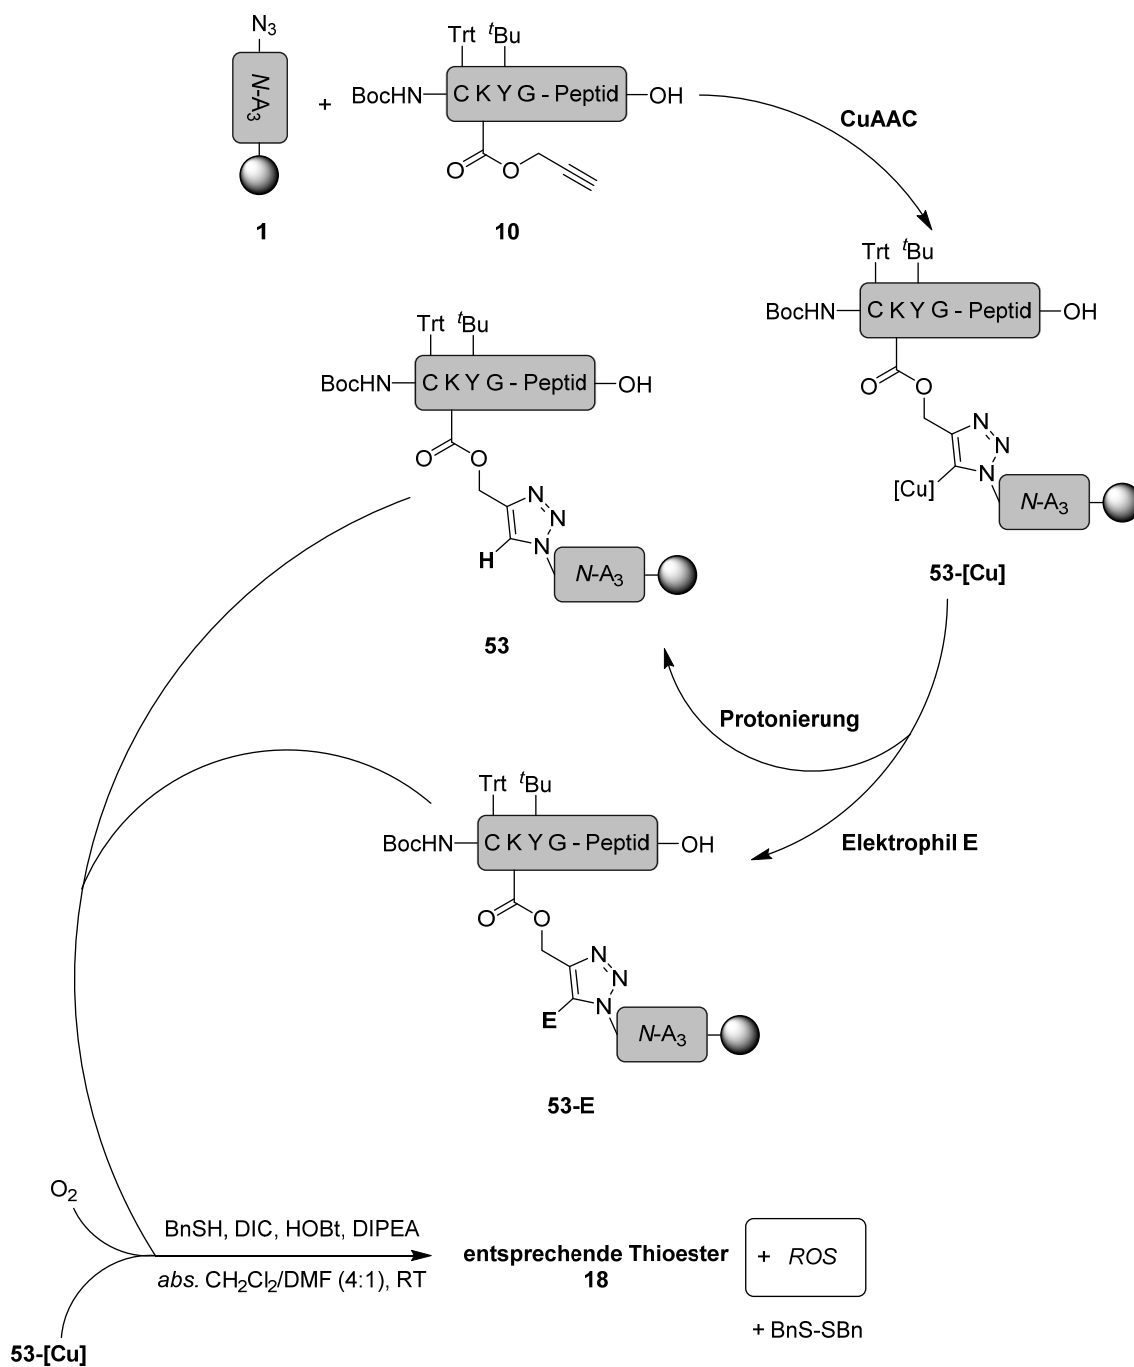 N3
N-A3
1
+
Trt tBu
BocHN C K Y G - Peptid OH
O O
10
CuAAC
Trt tBu
BocHN C K Y G - Peptid OH
O O
N
N
[Cu] N
N-A3
53-[Cu]
Trt tBu
BocHN C K Y G - Peptid OH
O O
N
N
H N
N-A3
53
Protonierung
Elektrophil E
Trt tBu
BocHN C K Y G - Peptid OH
O O
N
N
E N
N-A3
53-E
O2
BnSH, DIC, HOBt, DIPEA
abs. CH2Cl2/DMF (4:1), RT
entsprechende Thioester
18
+ ROS
+ BnS-SBn
53-[Cu]